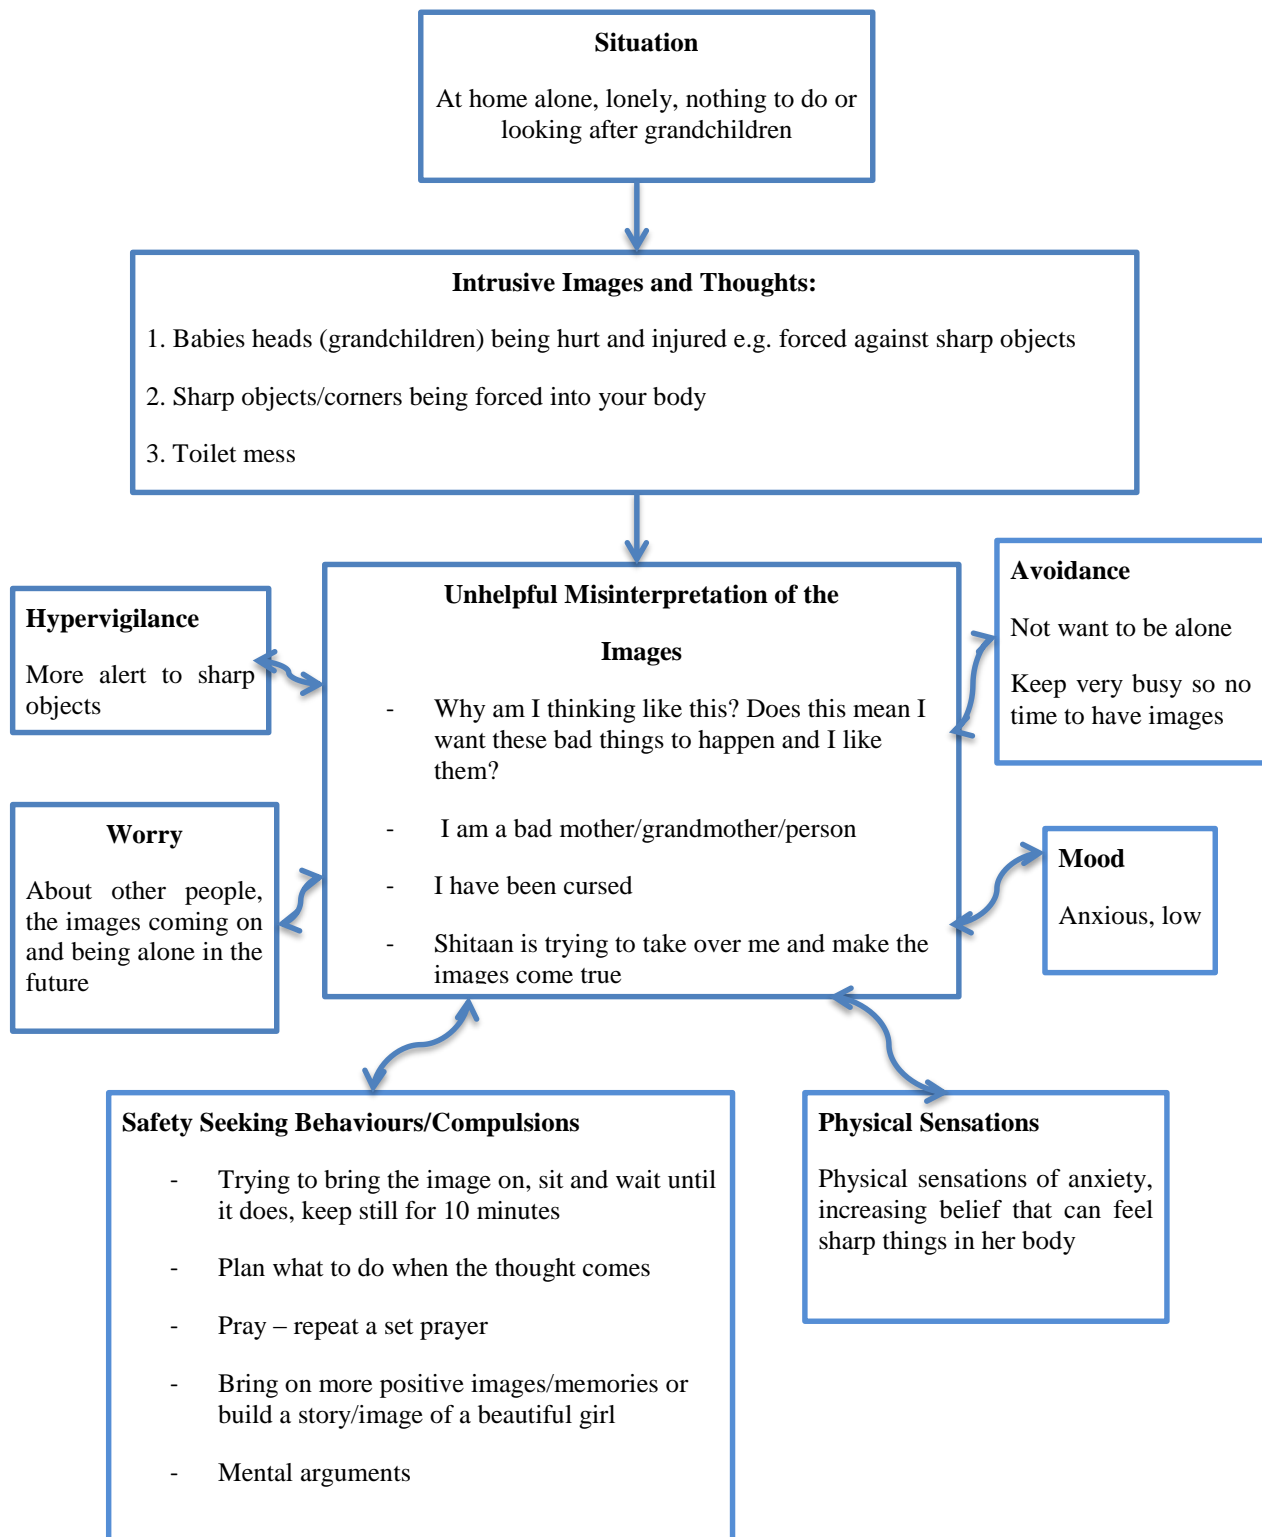 Situation
At home alone, lonely, nothing to do or
looking after grandchildren
Intrusive Images and Thoughts:
1. Babies heads (grandchildren) being hurt and injured e.g. forced against sharp objects
2. Sharp objects/corners being forced into your body
3. Toilet mess
Hypervigilance
More alert to sharp
objects
Unhelpful Misinterpretation of the
Images
- Why am I thinking like this? Does this mean I
want these bad things to happen and I like
them?
- I am a bad mother/grandmother/person
- I have been cursed
- Shitaan is trying to take over me and make the
images come true
Avoidance
Not want to be alone
Keep very busy so no
time to have images
Worry
About other people,
the images coming on
and being alone in the
future
Mood
Anxious, low
Safety Seeking Behaviours/Compulsions
- Trying to bring the image on, sit and wait until
it does, keep still for 10 minutes
- Plan what to do when the thought comes
- Pray – repeat a set prayer
- Bring on more positive images/memories or
build a story/image of a beautiful girl
- Mental arguments
Physical Sensations
Physical sensations of anxiety,
increasing belief that can feel
sharp things in her body